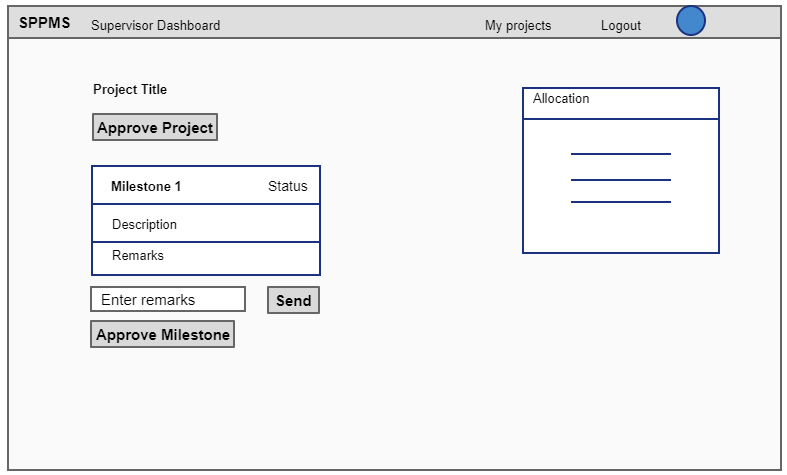 SPPMS Supervisor Dashboard My projects Logout
Project Title
Approve Project
Milestone 1 Status
Description
Remarks
Enter remarks Send
Approve Milestone
Allocation